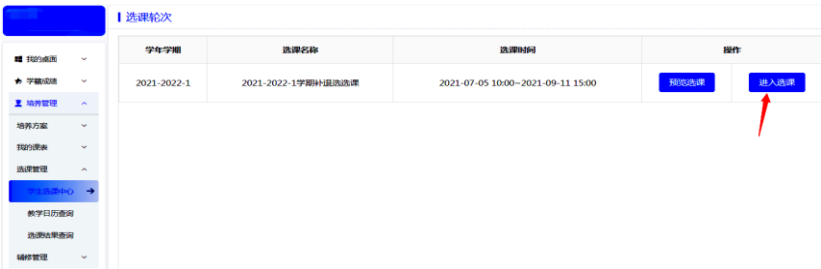 选课轮次
学年学期 选课名称 选课时间 操作
2021-2022-1 2021-2022-1学期补退选选课 2021-07-05 10:00~2021-09-11 15:00 预览选课 进入选课
我的桌面
学籍成绩
培养管理
培养方案
我的课表
选课管理
学生选课中心
教学日历查询
选课结果查询
辅修管理